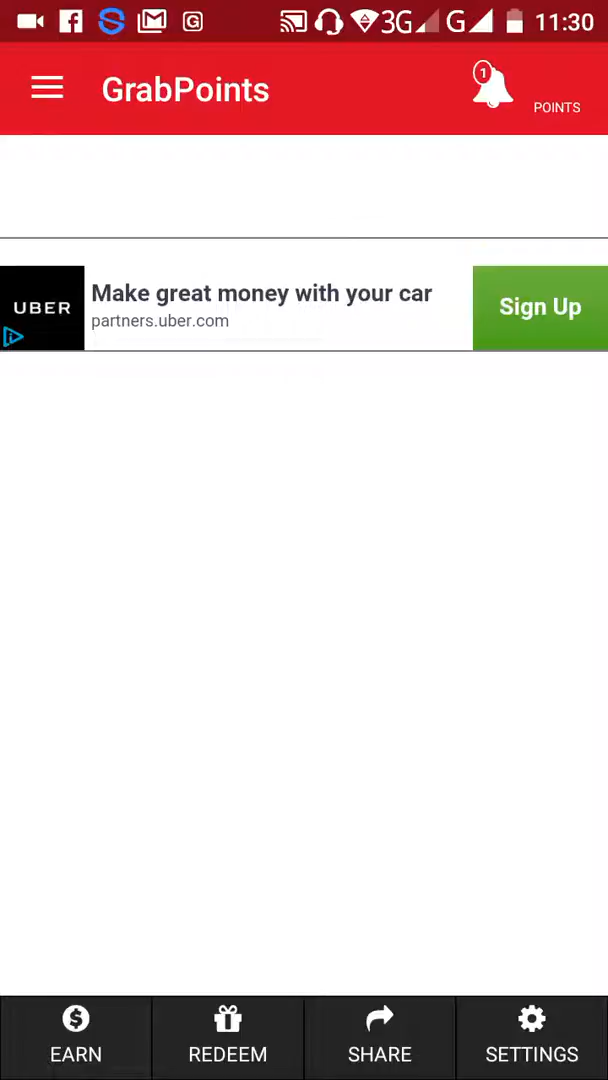 3G G 11:30
GrabPoints
1
POINTS
UBER
Make great money with your car
partners.uber.com
Sign Up
EARN
REDEEM
SHARE
SETTINGS